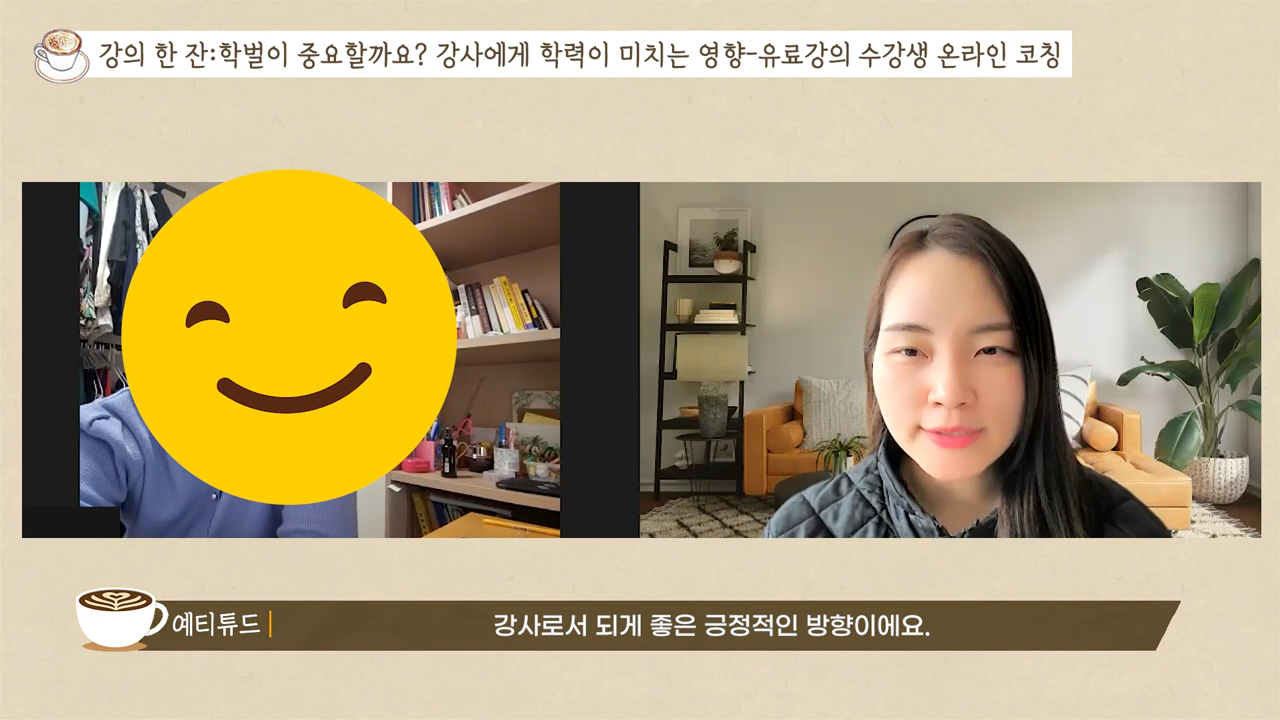 강의 한 잔:학벌이 중요할까요? 강사에게 학력이 미치는 영향-유료강의 수강생 온라인 코칭
예티튜드
강사로서 되게 좋은 긍정적인 방향이에요.